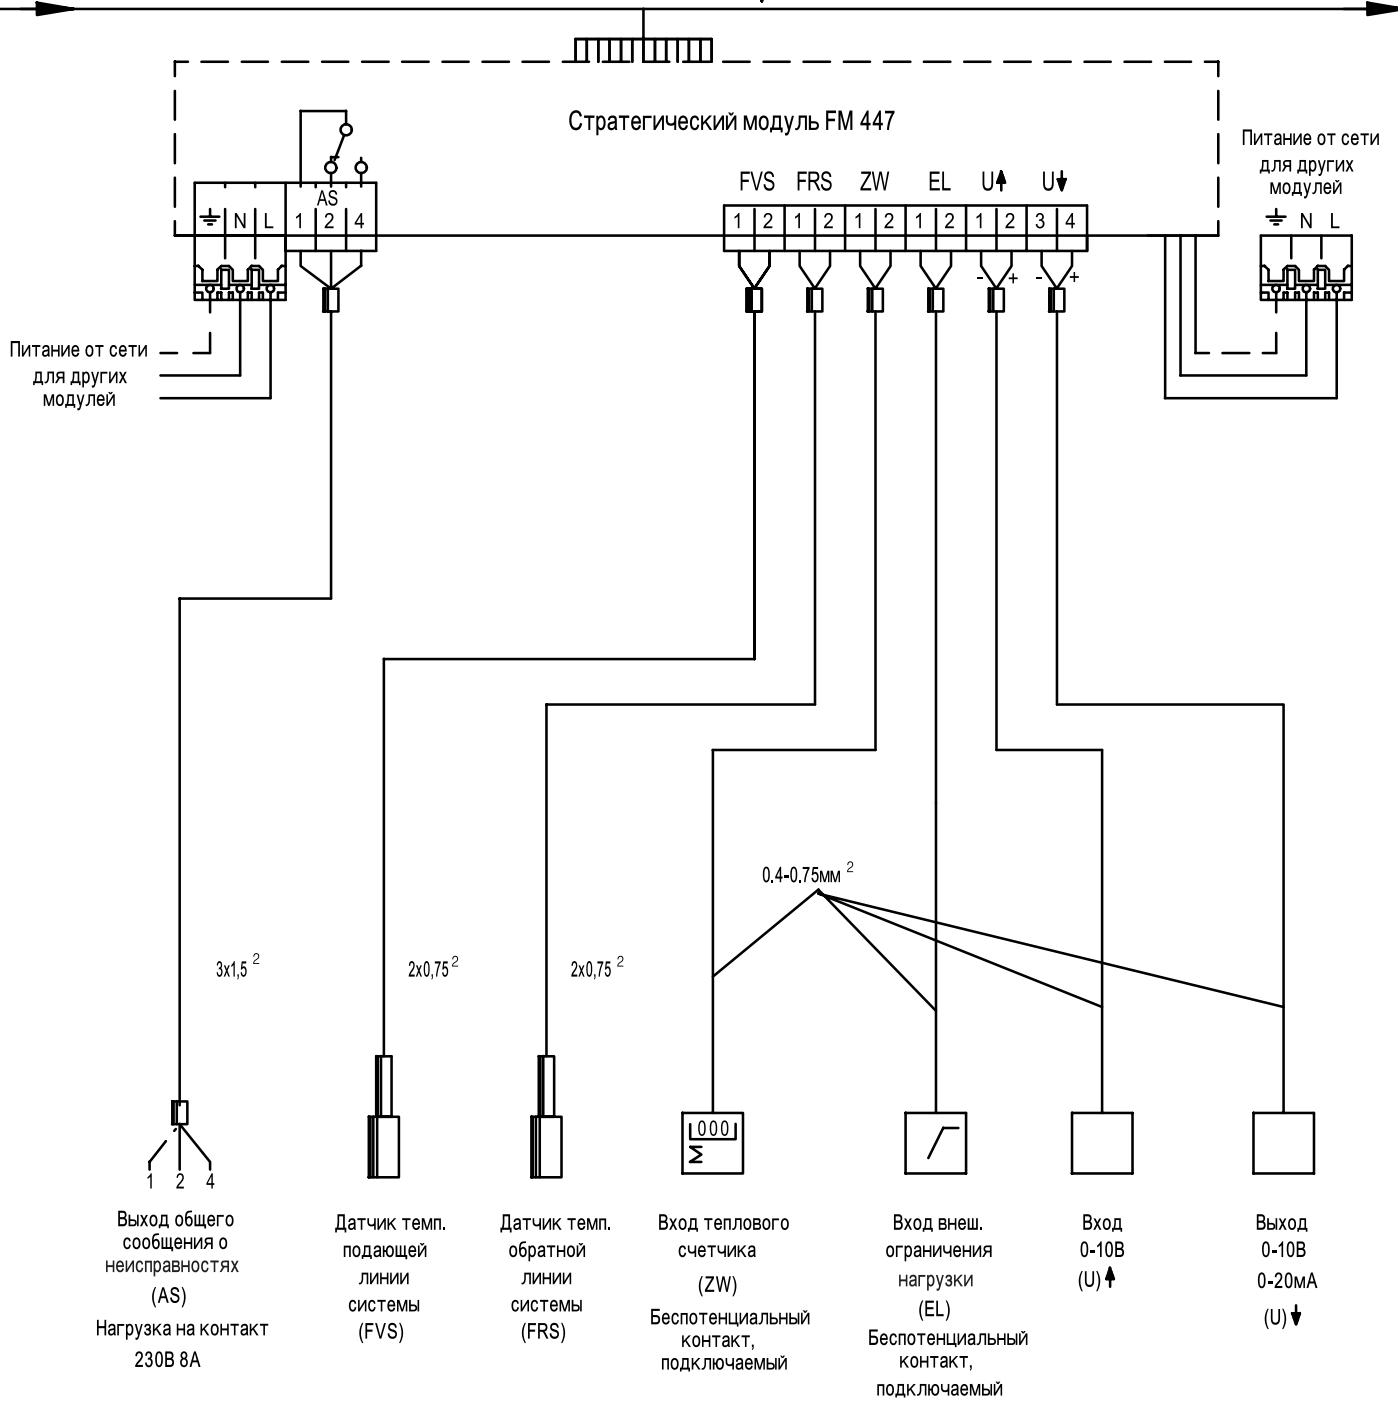 Стратегический модуль FM 447
Питание от сети
для других
модулей
N L
AS
N L 1 2 4
FVS FRS ZW EL U U
1 2 1 2 1 2 1 2 1 2 3 4
- + - +
Питание от сети
для других
модулей
0.4-0.75мм 2
3x1,5 2
2x0,75 2
2x0,75 2
000
M
1 2 4
Выход общего
сообщения о
неисправностях
(AS)
Нагрузка на контакт
230В 8А
Датчик темп.
подающей
линии
системы
(FVS)
Датчик темп.
обратной
линии
системы
(FRS)
Вход теплового
счетчика
(ZW)
Беспотенциальный
контакт,
подключаемый
Вход внеш.
ограничения
нагрузки
(EL)
Беспотенциальный
контакт,
подключаемый
Вход
0-10В
(U)
Выход
0-10В
0-20мА
(U)